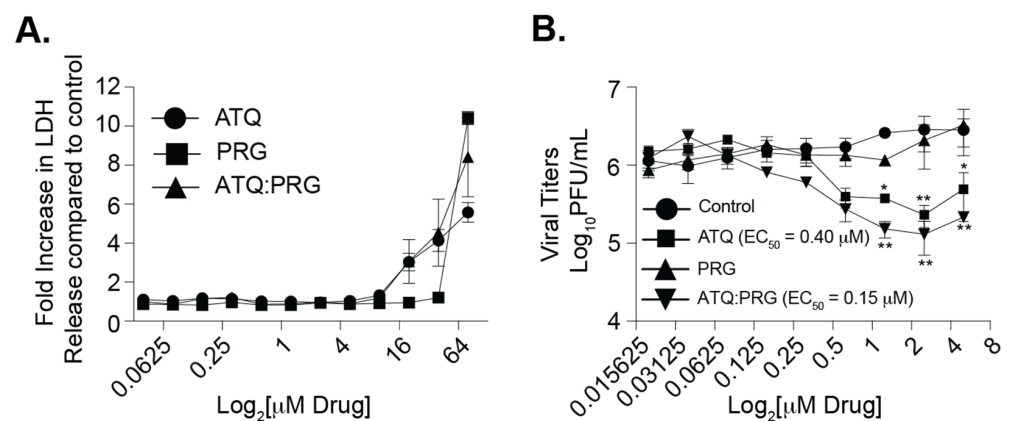 A.
Fold Increase in LDH
Release compared to control
12
10
8
6
4
2
0
ATQ
PRG
ATQ:PRG
0.0625
0.25
1
4
16
64
Log2[μM Drug]
B.
Viral Titers
Log10PFU/mL
7
6
5
4
Control
ATQ (EC50 = 0.40 μM)
PRG
ATQ:PRG (EC50 = 0.15 μM)
*
**
*
**
**
**
0.015625
0.03125
0.0625
0.125
0.25
0.5
1
2
4
8
Log2[μM Drug]